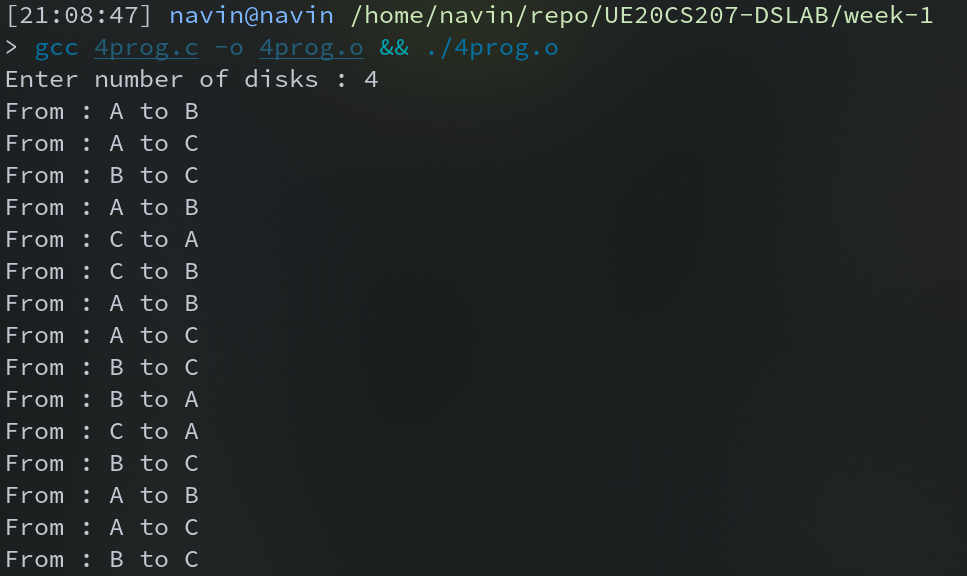 [21:08:47] navin@navin /home/navin/repo/UE20CS207-DSLAB/week-1
> gcc 4prog.c -o 4prog.o && ./4prog.o
Enter number of disks : 4
From : A to B
From : A to C
From : B to C
From : A to B
From : C to A
From : C to B
From : A to B
From : A to C
From : B to C
From : B to A
From : C to A
From : B to C
From : A to B
From : A to C
From : B to C